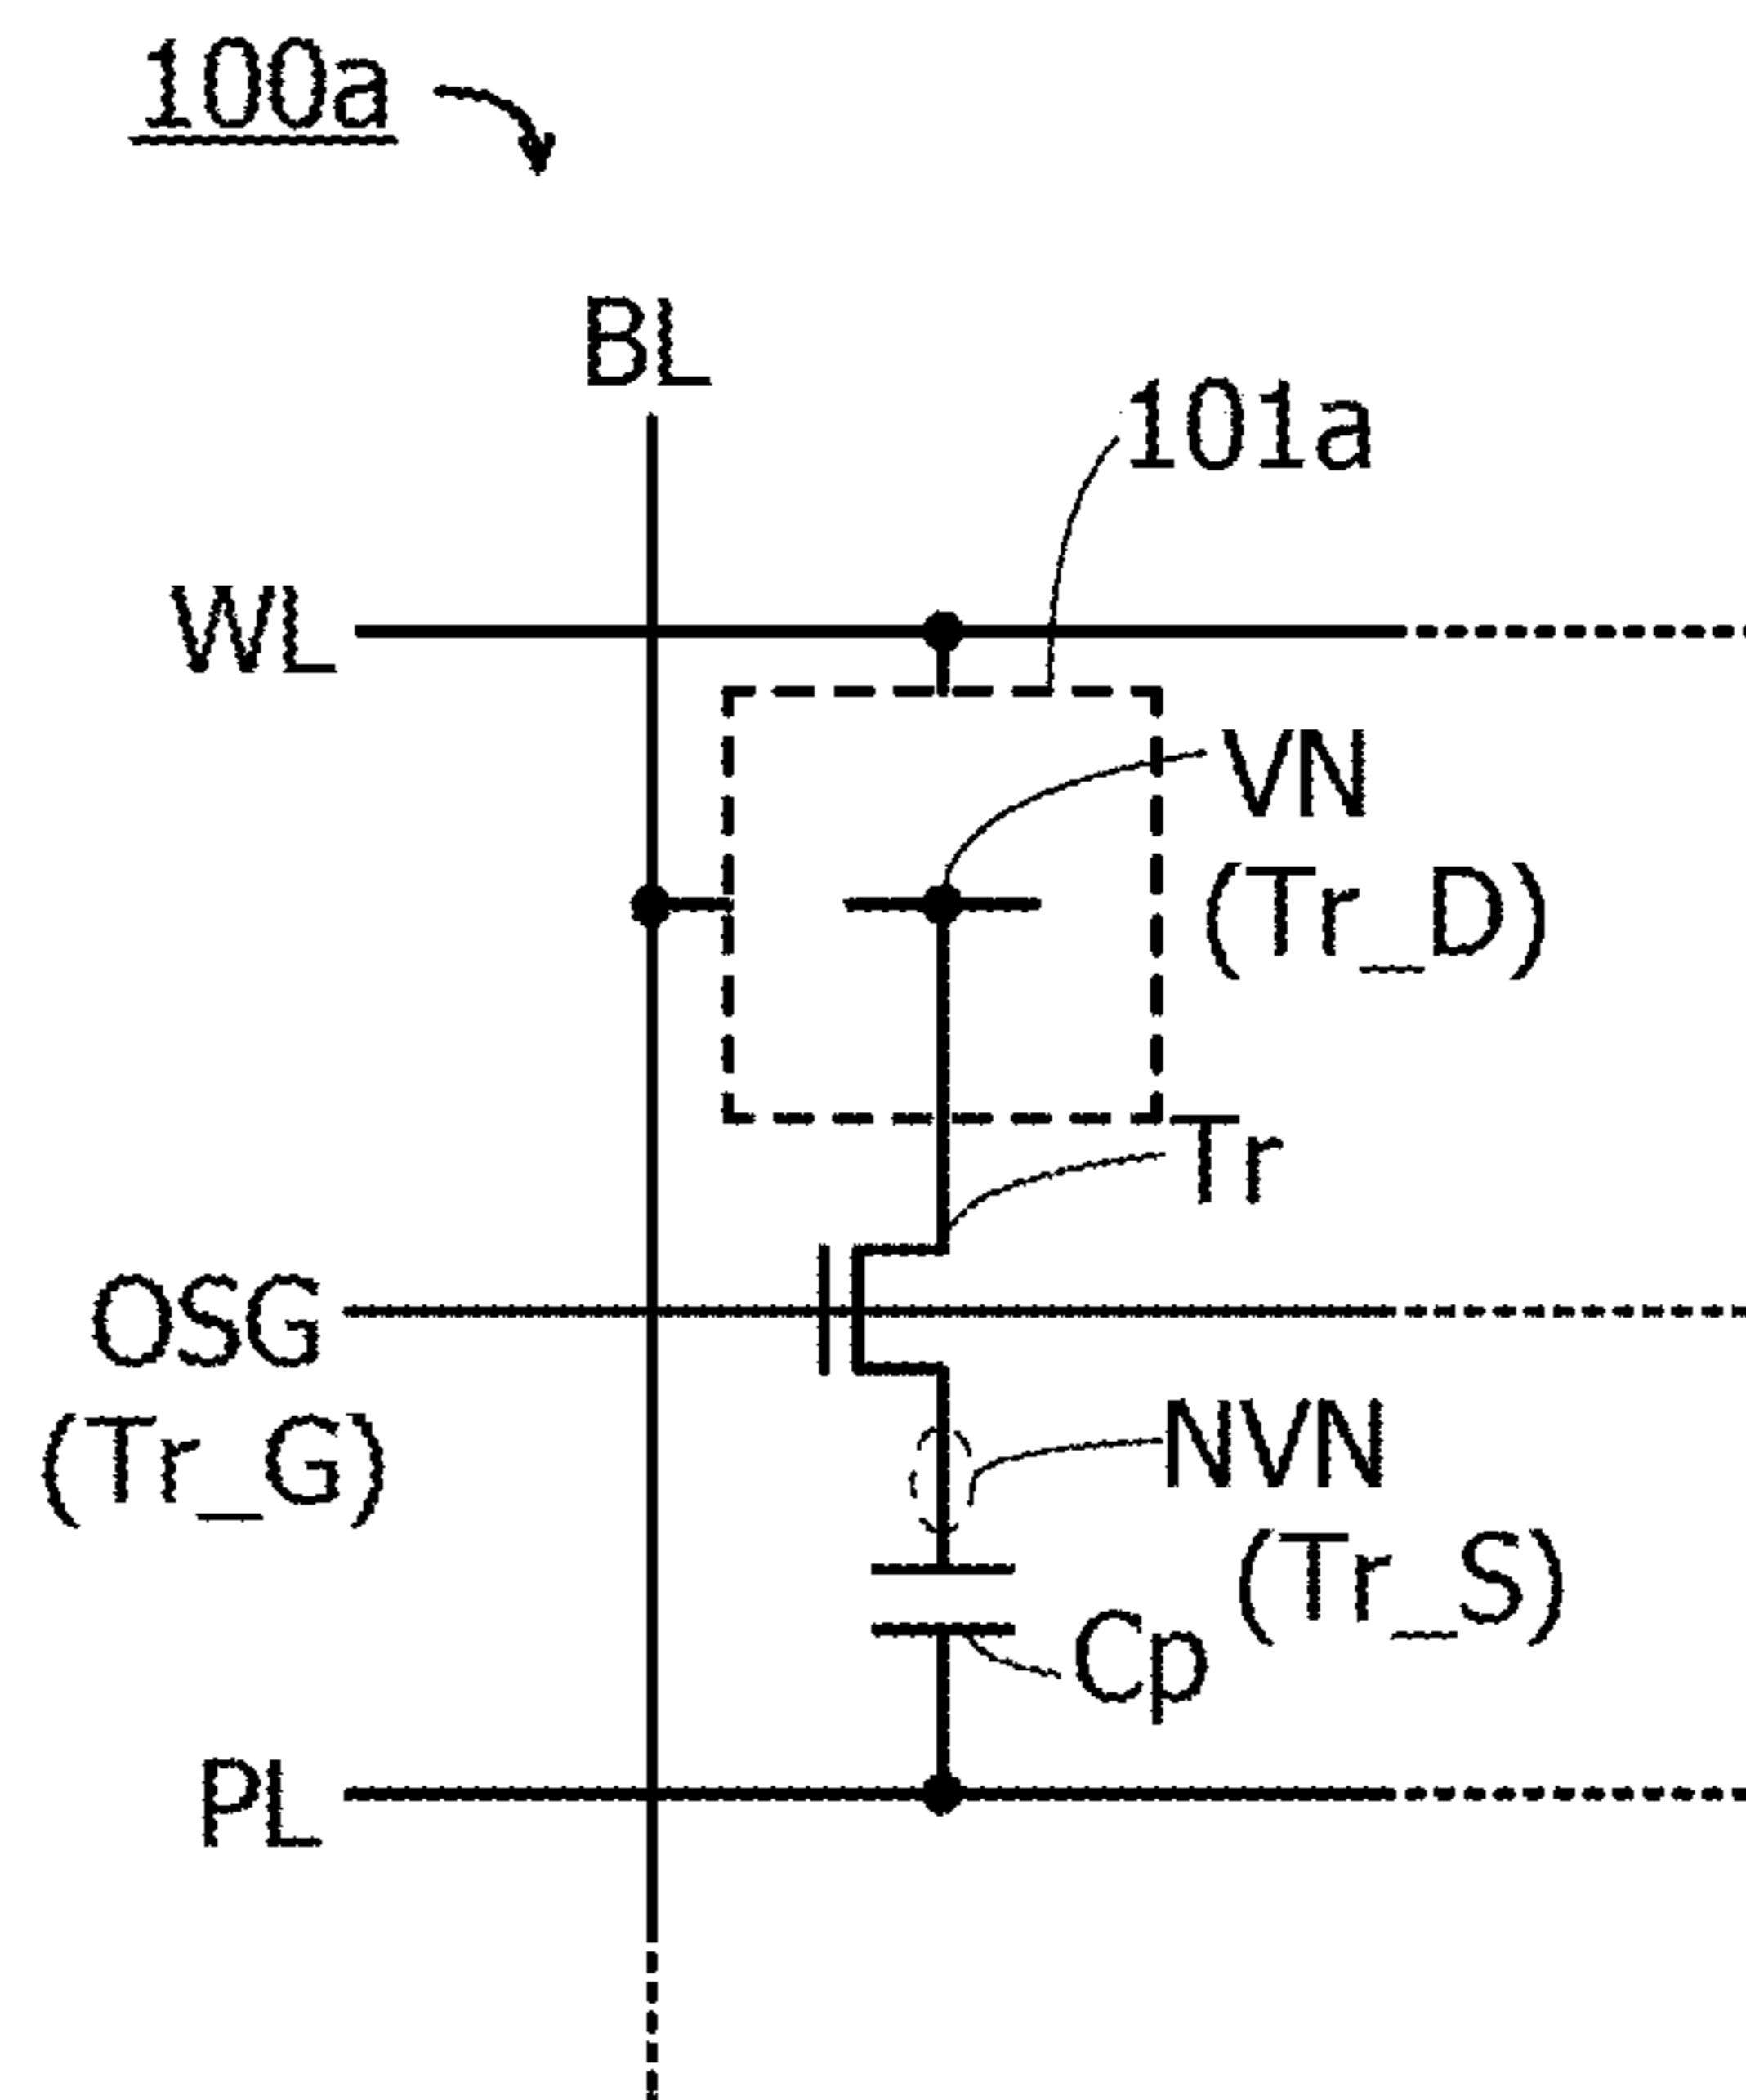 100a
BL
101a
WL
VN
(Tr_D)
Tr
OSG
(Tr_G)
NVN
(Tr_S)
Cp
PL